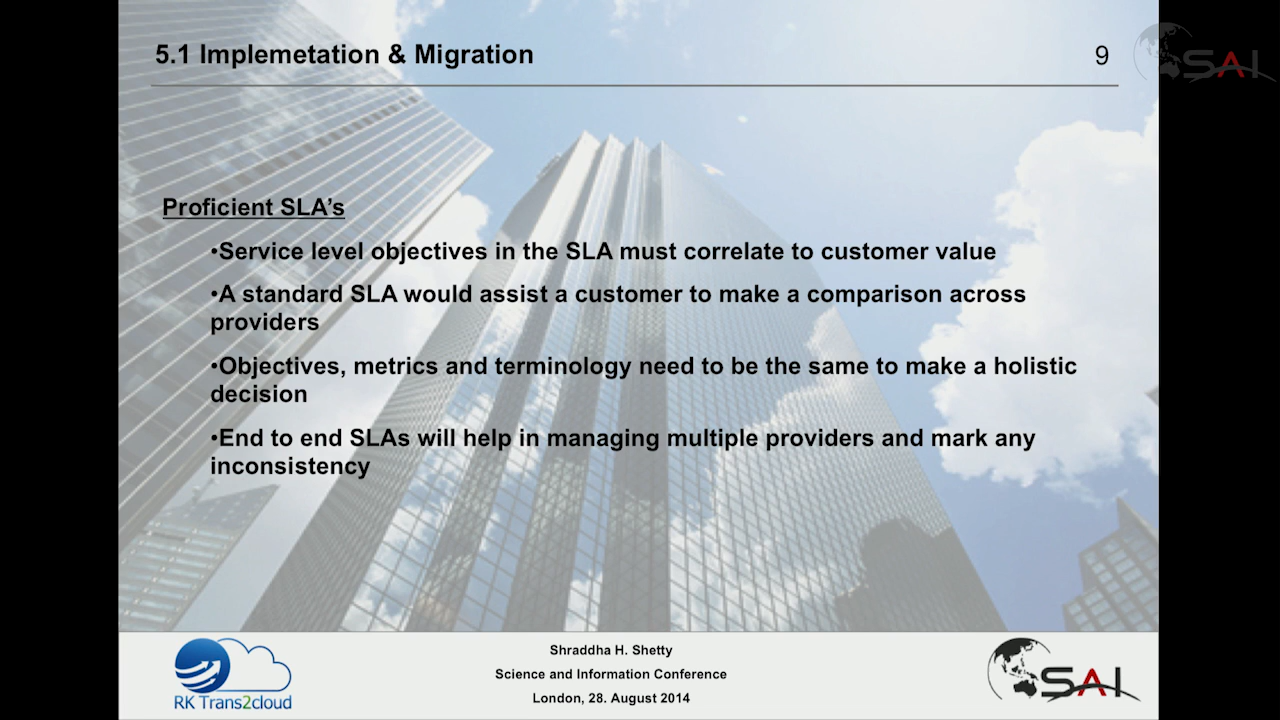 5.1 Implemetation & Migration
9
SAI
Proficient SLA’s
•Service level objectives in the SLA must correlate to customer value
•A standard SLA would assist a customer to make a comparison across
providers
•Objectives, metrics and terminology need to be the same to make a holistic
decision
•End to end SLAs will help in managing multiple providers and mark any
inconsistency
RK Trans2cloud
Shraddha H. Shetty
Science and Information Conference
London, 28. August 2014
SAI